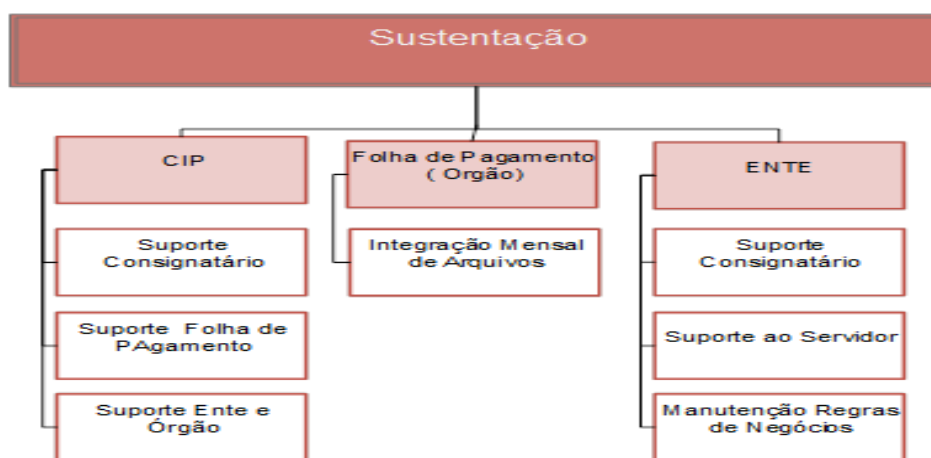 Sustentação
CIP
Suporte
Consignatário
Suporte Folha de
PAgamento
Suporte Ente e
Órgão
Folha de Pagamento
( Orgão)
Integração Mensal
de Arquivos
ENTE
Suporte
Consignatário
Suporte ao Servidor
Manutenção Regras
de Negócios